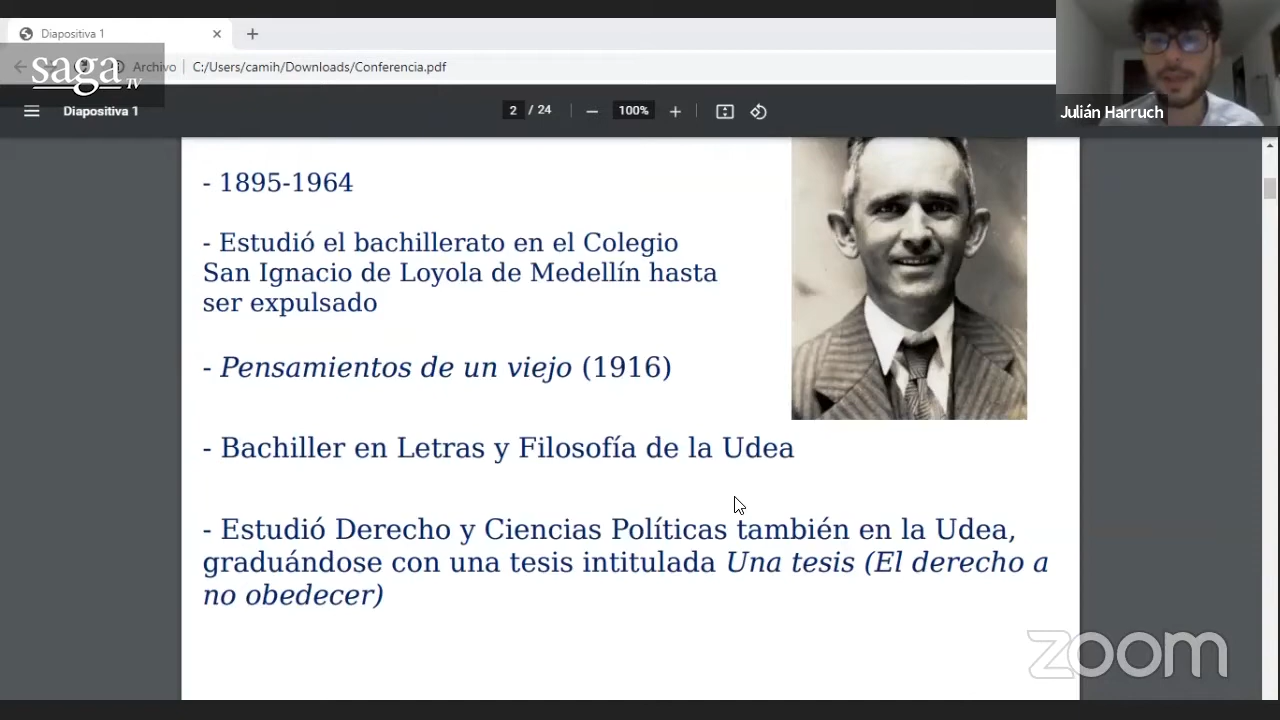 Diapositiva 1
saga TV
Archivo
C:/Users/camih/Downloads/Conferencia.pdf
Diapositiva 1
2 / 24
100%
Julián Harruch
- 1895-1964
- Estudió el bachillerato en el Colegio
San Ignacio de Loyola de Medellín hasta
ser expulsado
- Pensamientos de un viejo (1916)
- Bachiller en Letras y Filosofía de la Udea
- Estudió Derecho y Ciencias Políticas también en la Udea,
graduándose con una tesis intitulada Una tesis (El derecho a
no obedecer)
zoom